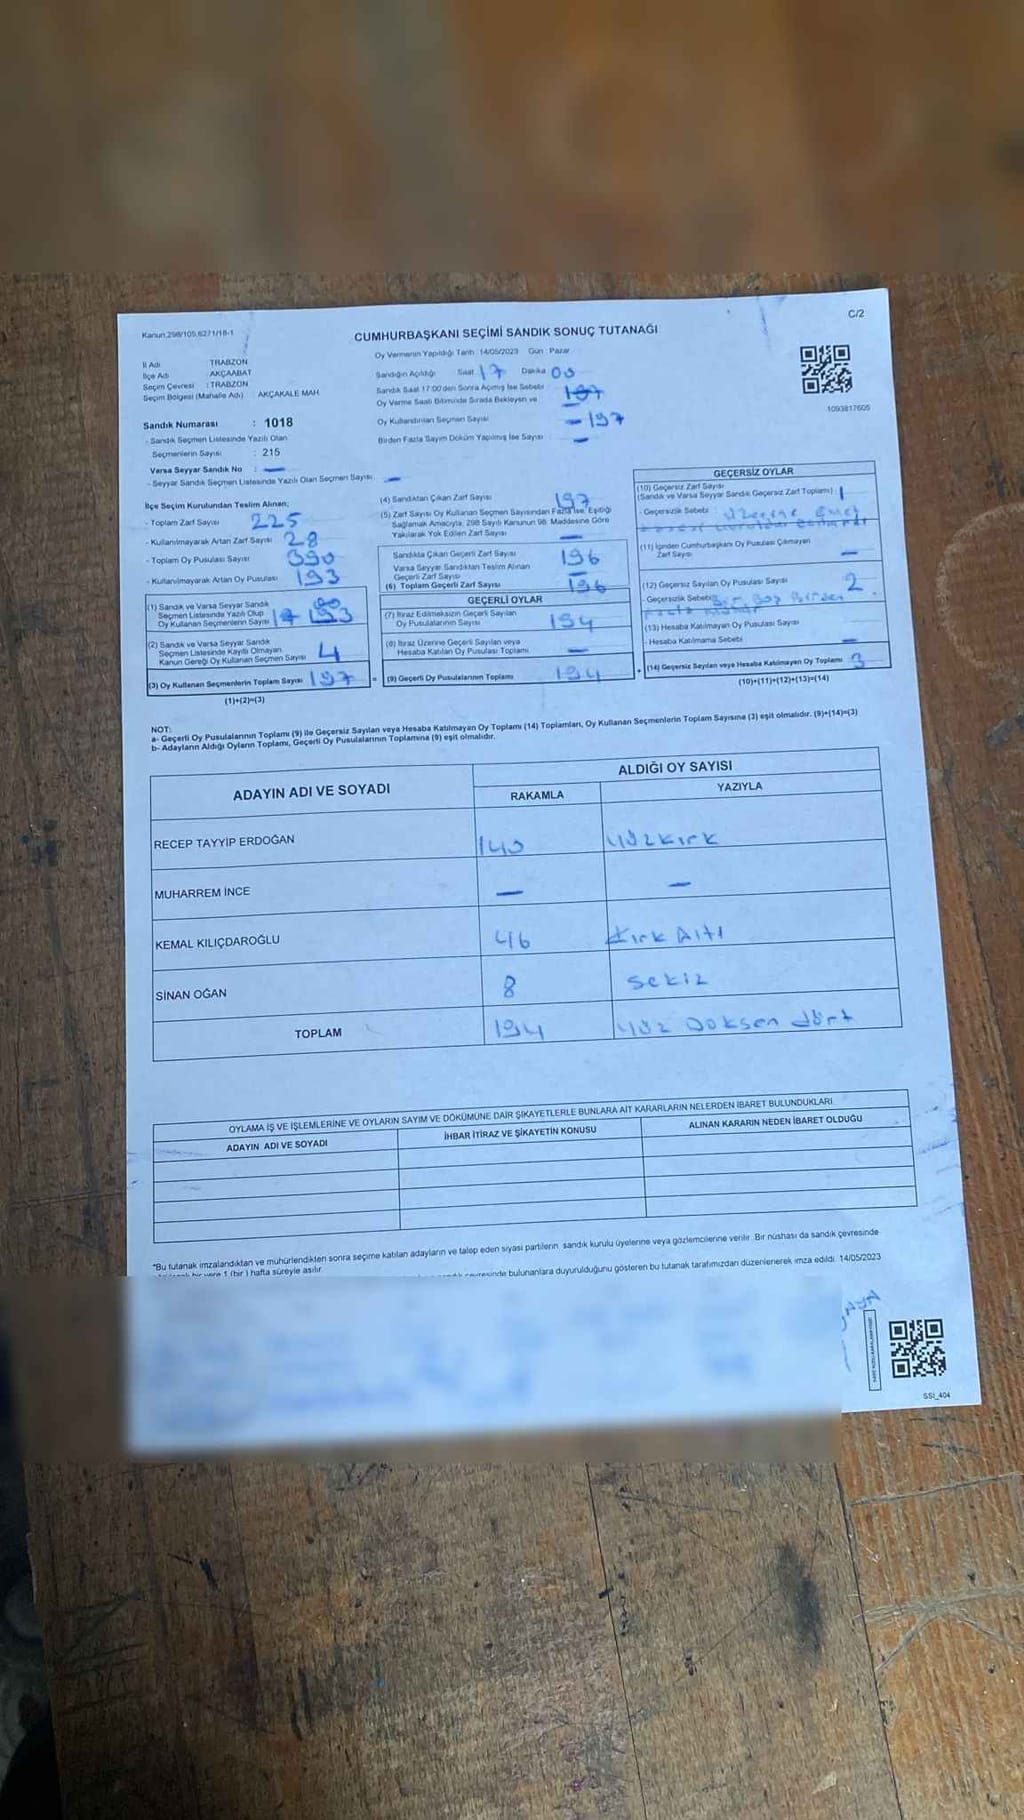 Kanun,298/105,6271/18-1
C/2
CUMHURBAŞKANI SEÇİMİ SANDIK SONUÇ TUTANAĞI
İl Adı : TRABZON
İlçe Adı : AKÇAABAT
Seçim Çevresi : TRABZON
Seçim Bölgesi (Mahalle Adı) : AKÇAKALE MAH
Sandık Numarası : 1018
- Sandık Seçmen Listesinde Yazılı Olan
Seçmenlerin Sayısı : 215
Varsa Seyyar Sandık No : —
- Seyyar Sandık Seçmen Listesinde Yazılı Olan Seçmen Sayısı: —
Oy Vermenin Yapıldığı Tarih : 14/05/2023 Gün : Pazar
Sandığın Açıldığı Saat 17 Dakika 00
Sandık Saat 17:00'den Sonra Açılmış İse Sebebi
Oy Verme Saati Bitiminde Sırada Bekleyen ve
197
Oy Kullandırılan Seçmen Sayısı — 197
Birden Fazla Sayım Döküm Yapılmış İse Sayısı —
1093817605
İlçe Seçim Kurulundan Teslim Alınan;
- Toplam Zarf Sayısı 225
- Kullanılmayarak Artan Zarf Sayısı 28
- Toplam Oy Pusulası Sayısı 390
- Kullanılmayarak Artan Oy Pusulası 193
(1) Sandık ve Varsa Seyyar Sandık
Seçmen Listesinde Yazılı Olup
Oy Kullanan Seçmenlerin Sayısı 193
(2) Sandık ve Varsa Seyyar Sandık
Seçmen Listesinde Kayıtlı Olmayan
Kanun Gereği Oy Kullanan Seçmen Sayısı 4
(3) Oy Kullanan Seçmenlerin Toplam Sayısı 197
(1)+(2)=(3)
(4) Sandıktan Çıkan Zarf Sayısı 197
(5) Zarf Sayısı Oy Kullanan Seçmen Sayısından Fazla İse, Eşitliği
Sağlamak Amacıyla, 298 Sayılı Kanunun 98. Maddesine Göre
Yakılarak Yok Edilen Zarf Sayısı —
Sandıkta Çıkan Geçerli Zarf Sayısı 196
Varsa Seyyar Sandıktan Teslim Alınan
Geçerli Zarf Sayısı —
(6) Toplam Geçerli Zarf Sayısı 196
GEÇERLİ OYLAR
(7) İtiraz Edilmeksizin Geçerli Sayılan
Oy Pusulalarının Sayısı 194
(8) İtiraz Üzerine Geçerli Sayılan veya
Hesaba Katılan Oy Pusulası Toplamı —
= (9) Geçerli Oy Pusulalarının Toplamı 194
GEÇERSİZ OYLAR
(10) Geçersiz Zarf Sayısı
(Sandık ve Varsa Seyyar Sandık Geçersiz Zarf Toplamı) 1
- Geçersizlik Sebebi : Üzerine
(11) İçinden Cumhurbaşkanı Oy Pusulası Çıkmayan
Zarf Sayısı —
(12) Geçersiz Sayılan Oy Pusulası Sayısı 2
- Geçersizlik Sebebi : Bir Boş Birden
fazla Mühür
(13) Hesaba Katılmayan Oy Pusulası Sayısı
- Hesaba Katılmama Sebebi —
+ (14) Geçersiz Sayılan veya Hesaba Katılmayan Oy Toplamı 3
(10)+(11)+(12)+(13)=(14)
NOT:
a- Geçerli Oy Pusulalarının Toplamı (9) ile Geçersiz Sayılan veya Hesaba Katılmayan Oy Toplamı (14) Toplamları, Oy Kullanan Seçmenlerin Toplam Sayısına (3) eşit olmalıdır. (9)+(14)=(3)
b- Adayların Aldığı Oyların Toplamı, Geçerli Oy Pusulalarının Toplamına (9) eşit olmalıdır.
ADAYIN ADI VE SOYADI
ALDIĞI OY SAYISI
RAKAMLA YAZIYLA
RECEP TAYYİP ERDOĞAN 140 yüzkırk
MUHARREM İNCE — —
KEMAL KILIÇDAROĞLU 46 Kırk Altı
SİNAN OĞAN 8 sekiz
TOPLAM 194 yüz Doksen dört
OYLAMA İŞ VE İŞLEMLERİNE VE OYLARIN SAYIM VE DÖKÜMÜNE DAİR ŞİKAYETLERLE BUNLARA AİT KARARLARIN NELERDEN İBARET BULUNDUKLARI
ADAYIN ADI VE SOYADI İHBAR İTİRAZ VE ŞİKAYETİN KONUSU ALINAN KARARIN NEDEN İBARET OLDUĞU
*Bu tutanak imzalandıktan ve mühürlendikten sonra seçime katılan adayların ve talep eden siyasi partilerin sandık kurulu üyelerine veya gözlemcilerine verilir. Bir nüshası da sandık çevresinde
bir yere 1 (bir) hafta süreyle asılır.
çevresinde bulunanlara duyurulduğunu gösteren bu tutanak tarafımızdan düzenlenerek imza edildi. 14/05/2023
SSI_404